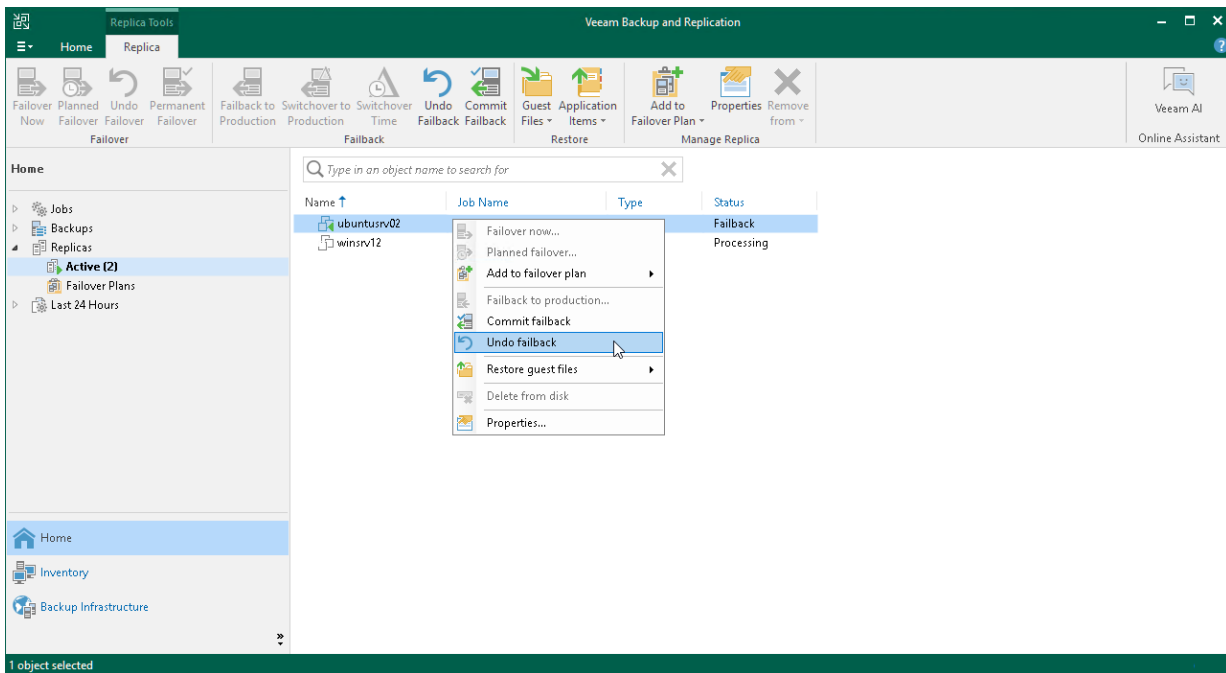 Replica Tools
Veeam Backup and Replication
Home
Replica
Failover Now
Planned Failover
Undo Failover
Permanent Failover
Failback to Production
Switchover to Production
Switchover Time
Undo Failback
Commit Failback
Guest Files
Application Items
Add to Failover Plan
Properties
Remove from
Veeam AI
Failover
Failback
Restore
Manage Replica
Online Assistant
Home
Type in an object name to search for
Jobs
Backups
Replicas
Active (2)
Failover Plans
Last 24 Hours
Name
Job Name
Type
Status
ubuntusrv02
Failback
winsrv12
Processing
Failover now...
Planned failover...
Add to failover plan
Failback to production...
Commit failback
Undo failback
Restore guest files
Delete from disk
Properties...
Home
Inventory
Backup Infrastructure
1 object selected